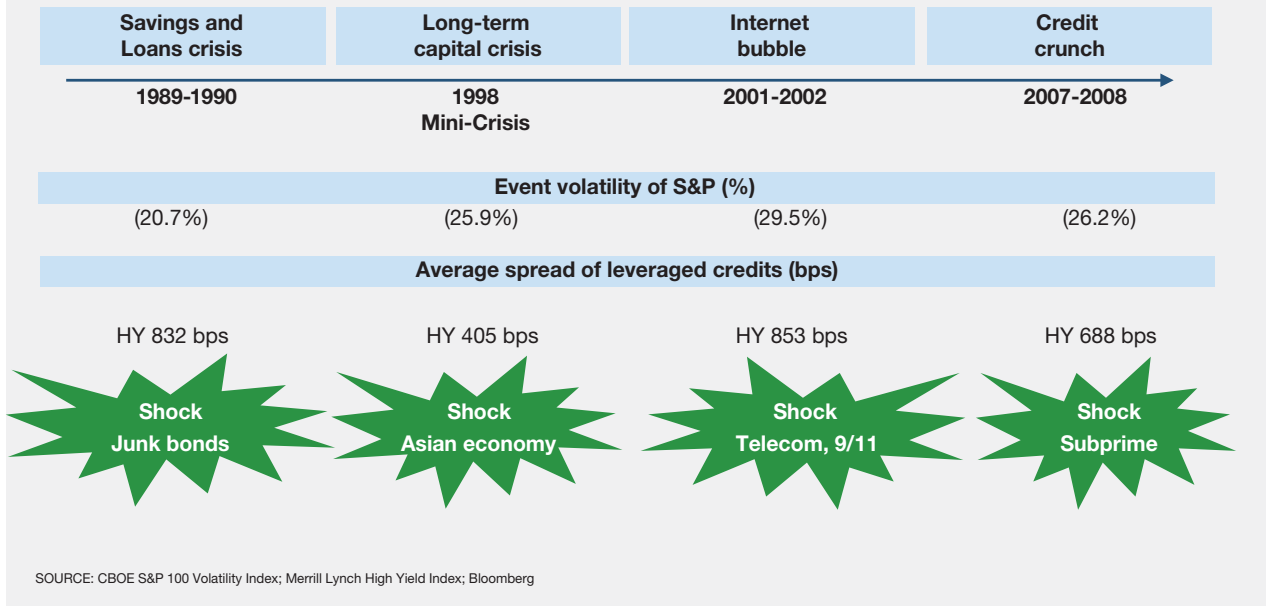 Savings and
Loans crisis
Long-term
capital crisis
Internet
bubble
Credit
crunch
1989-1990
1998
Mini-Crisis
2001-2002
2007-2008
Event volatility of S&P (%)
(20.7%)
(25.9%)
(29.5%)
(26.2%)
Average spread of leveraged credits (bps)
HY 832 bps
HY 405 bps
HY 853 bps
HY 688 bps
Shock
Junk bonds
Shock
Asian economy
Shock
Telecom, 9/11
Shock
Subprime
SOURCE: CBOE S&P 100 Volatility Index; Merrill Lynch High Yield Index; Bloomberg